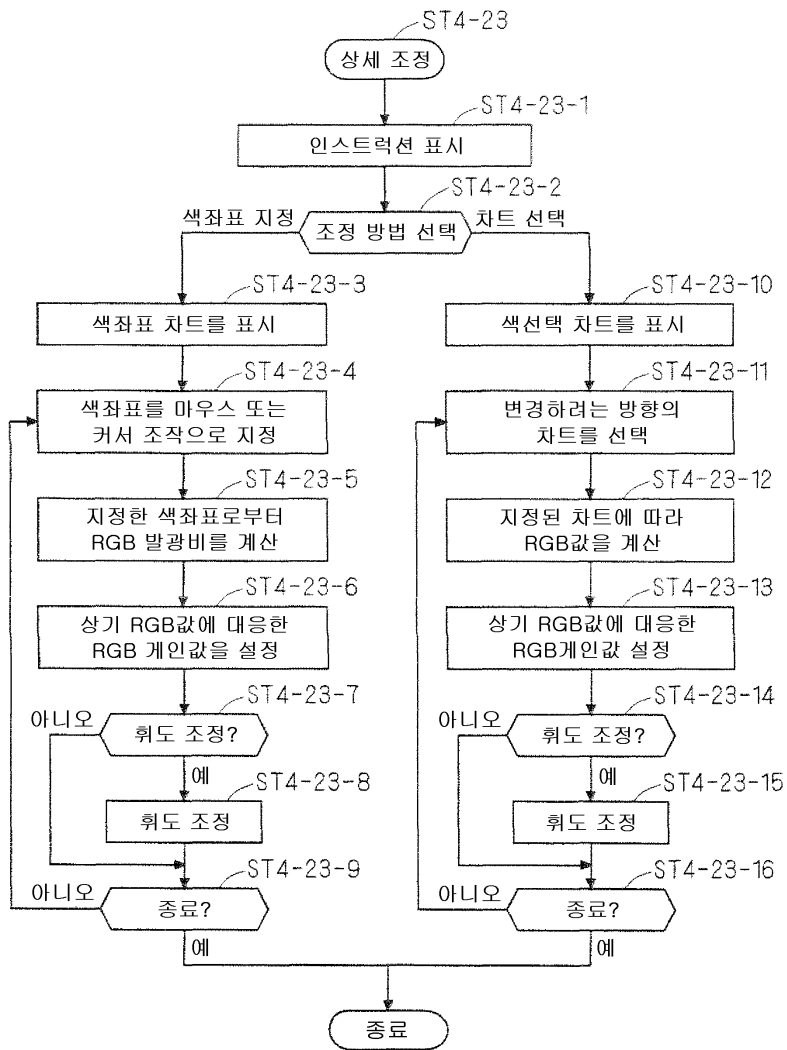 ST4-23
상세 조정
ST4-23-1
인스트럭션 표시
ST4-23-2
색좌표 지정
조정 방법 선택
차트 선택
ST4-23-3
색좌표 차트를 표시
ST4-23-4
색좌표를 마우스 또는
커서 조작으로 지정
ST4-23-5
지정한 색좌표로부터
RGB 발광비를 계산
ST4-23-6
상기 RGB값에 대응한
RGB 게인값을 설정
ST4-23-7
아니오
휘도 조정?
예
ST4-23-8
휘도 조정
ST4-23-9
아니오
종료?
예
ST4-23-10
색선택 차트를 표시
ST4-23-11
변경하려는 방향의
차트를 선택
ST4-23-12
지정된 차트에 따라
RGB값을 계산
ST4-23-13
상기 RGB값에 대응한
RGB게인값 설정
ST4-23-14
아니오
휘도 조정?
예
ST4-23-15
휘도 조정
ST4-23-16
아니오
종료?
예
종료